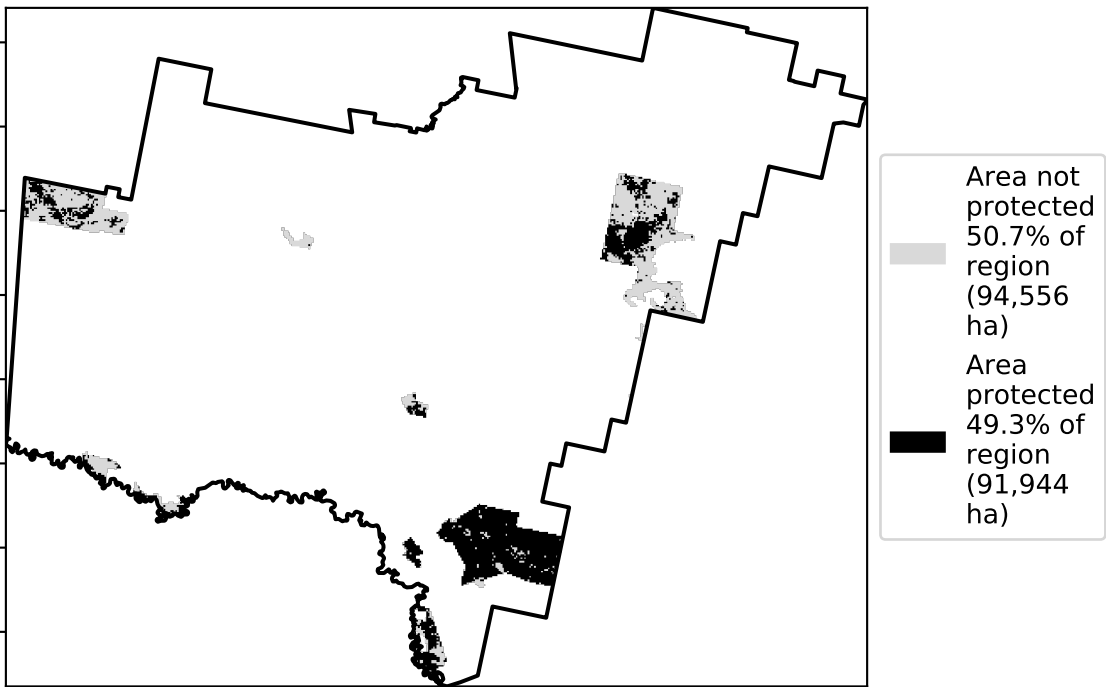 Area not
protected
50.7% of
region
(94,556
ha)
Area
protected
49.3% of
region
(91,944
ha)